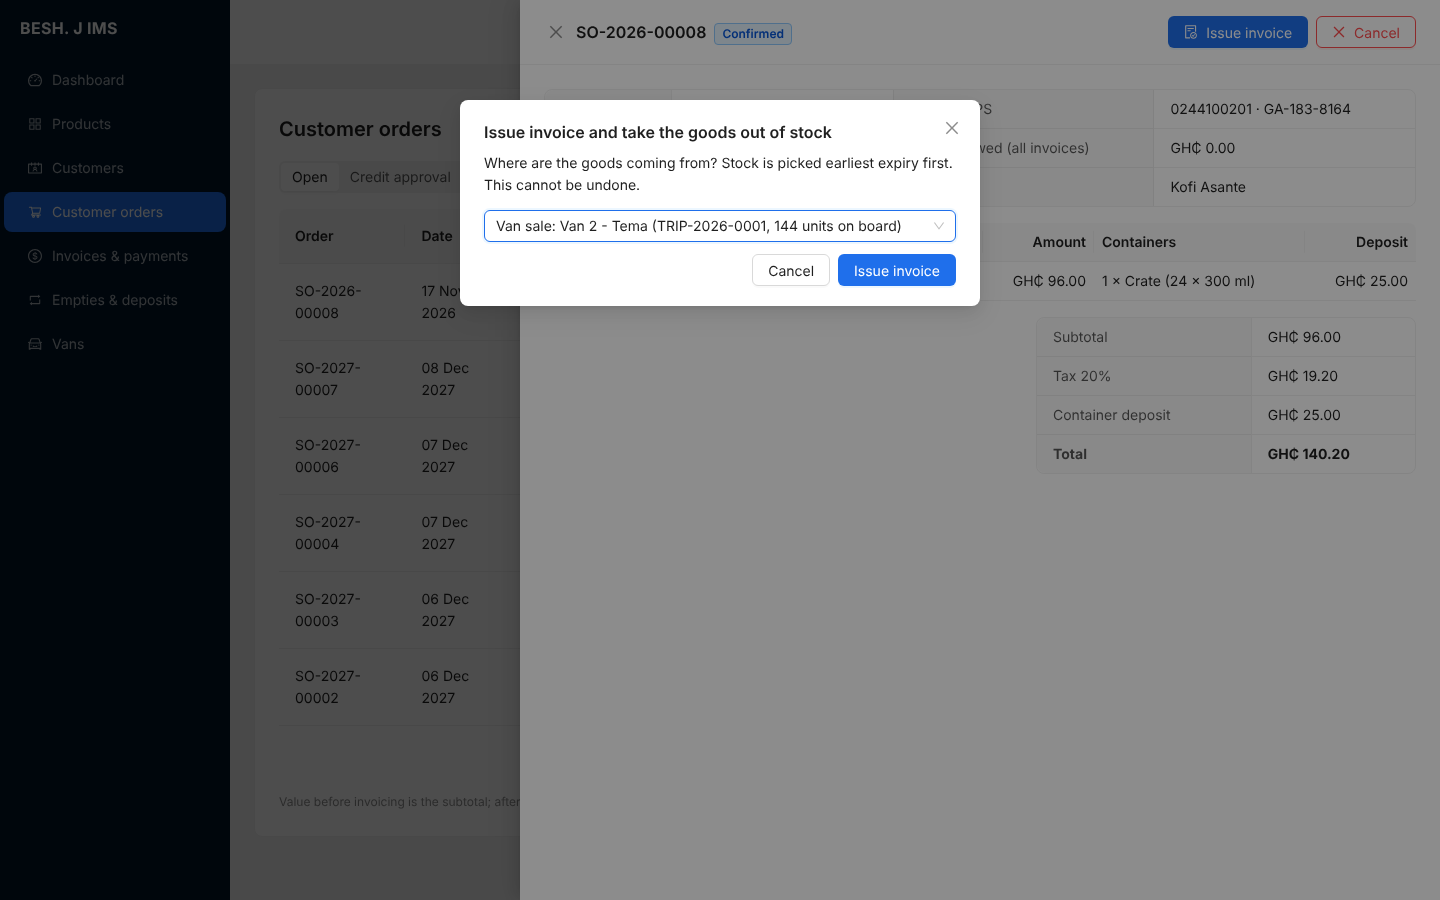 BESH. J IMS
Dashboard
Products
Customers
Customer orders
Invoices & payments
Empties & deposits
Vans
Customer orders
Open
Credit approval
Order
Date
SO-2026-
00008
17 Nov
2026
SO-2027-
00007
08 Dec
2027
SO-2027-
00006
07 Dec
2027
SO-2027-
00004
07 Dec
2027
SO-2027-
00003
06 Dec
2027
SO-2027-
00002
06 Dec
2027
Value before invoicing is the subtotal; after
SO-2026-00008
Confirmed
Issue invoice
Cancel
0244100201 · GA-183-8164
(all invoices)
GH₵ 0.00
Kofi Asante
Amount
Containers
Deposit
GH₵ 96.00
1 × Crate (24 × 300 ml)
GH₵ 25.00
Subtotal
GH₵ 96.00
Tax 20%
GH₵ 19.20
Container deposit
GH₵ 25.00
Total
GH₵ 140.20
Issue invoice and take the goods out of stock
Where are the goods coming from? Stock is picked earliest expiry first.
This cannot be undone.
Van sale: Van 2 - Tema (TRIP-2026-0001, 144 units on board)
Cancel
Issue invoice